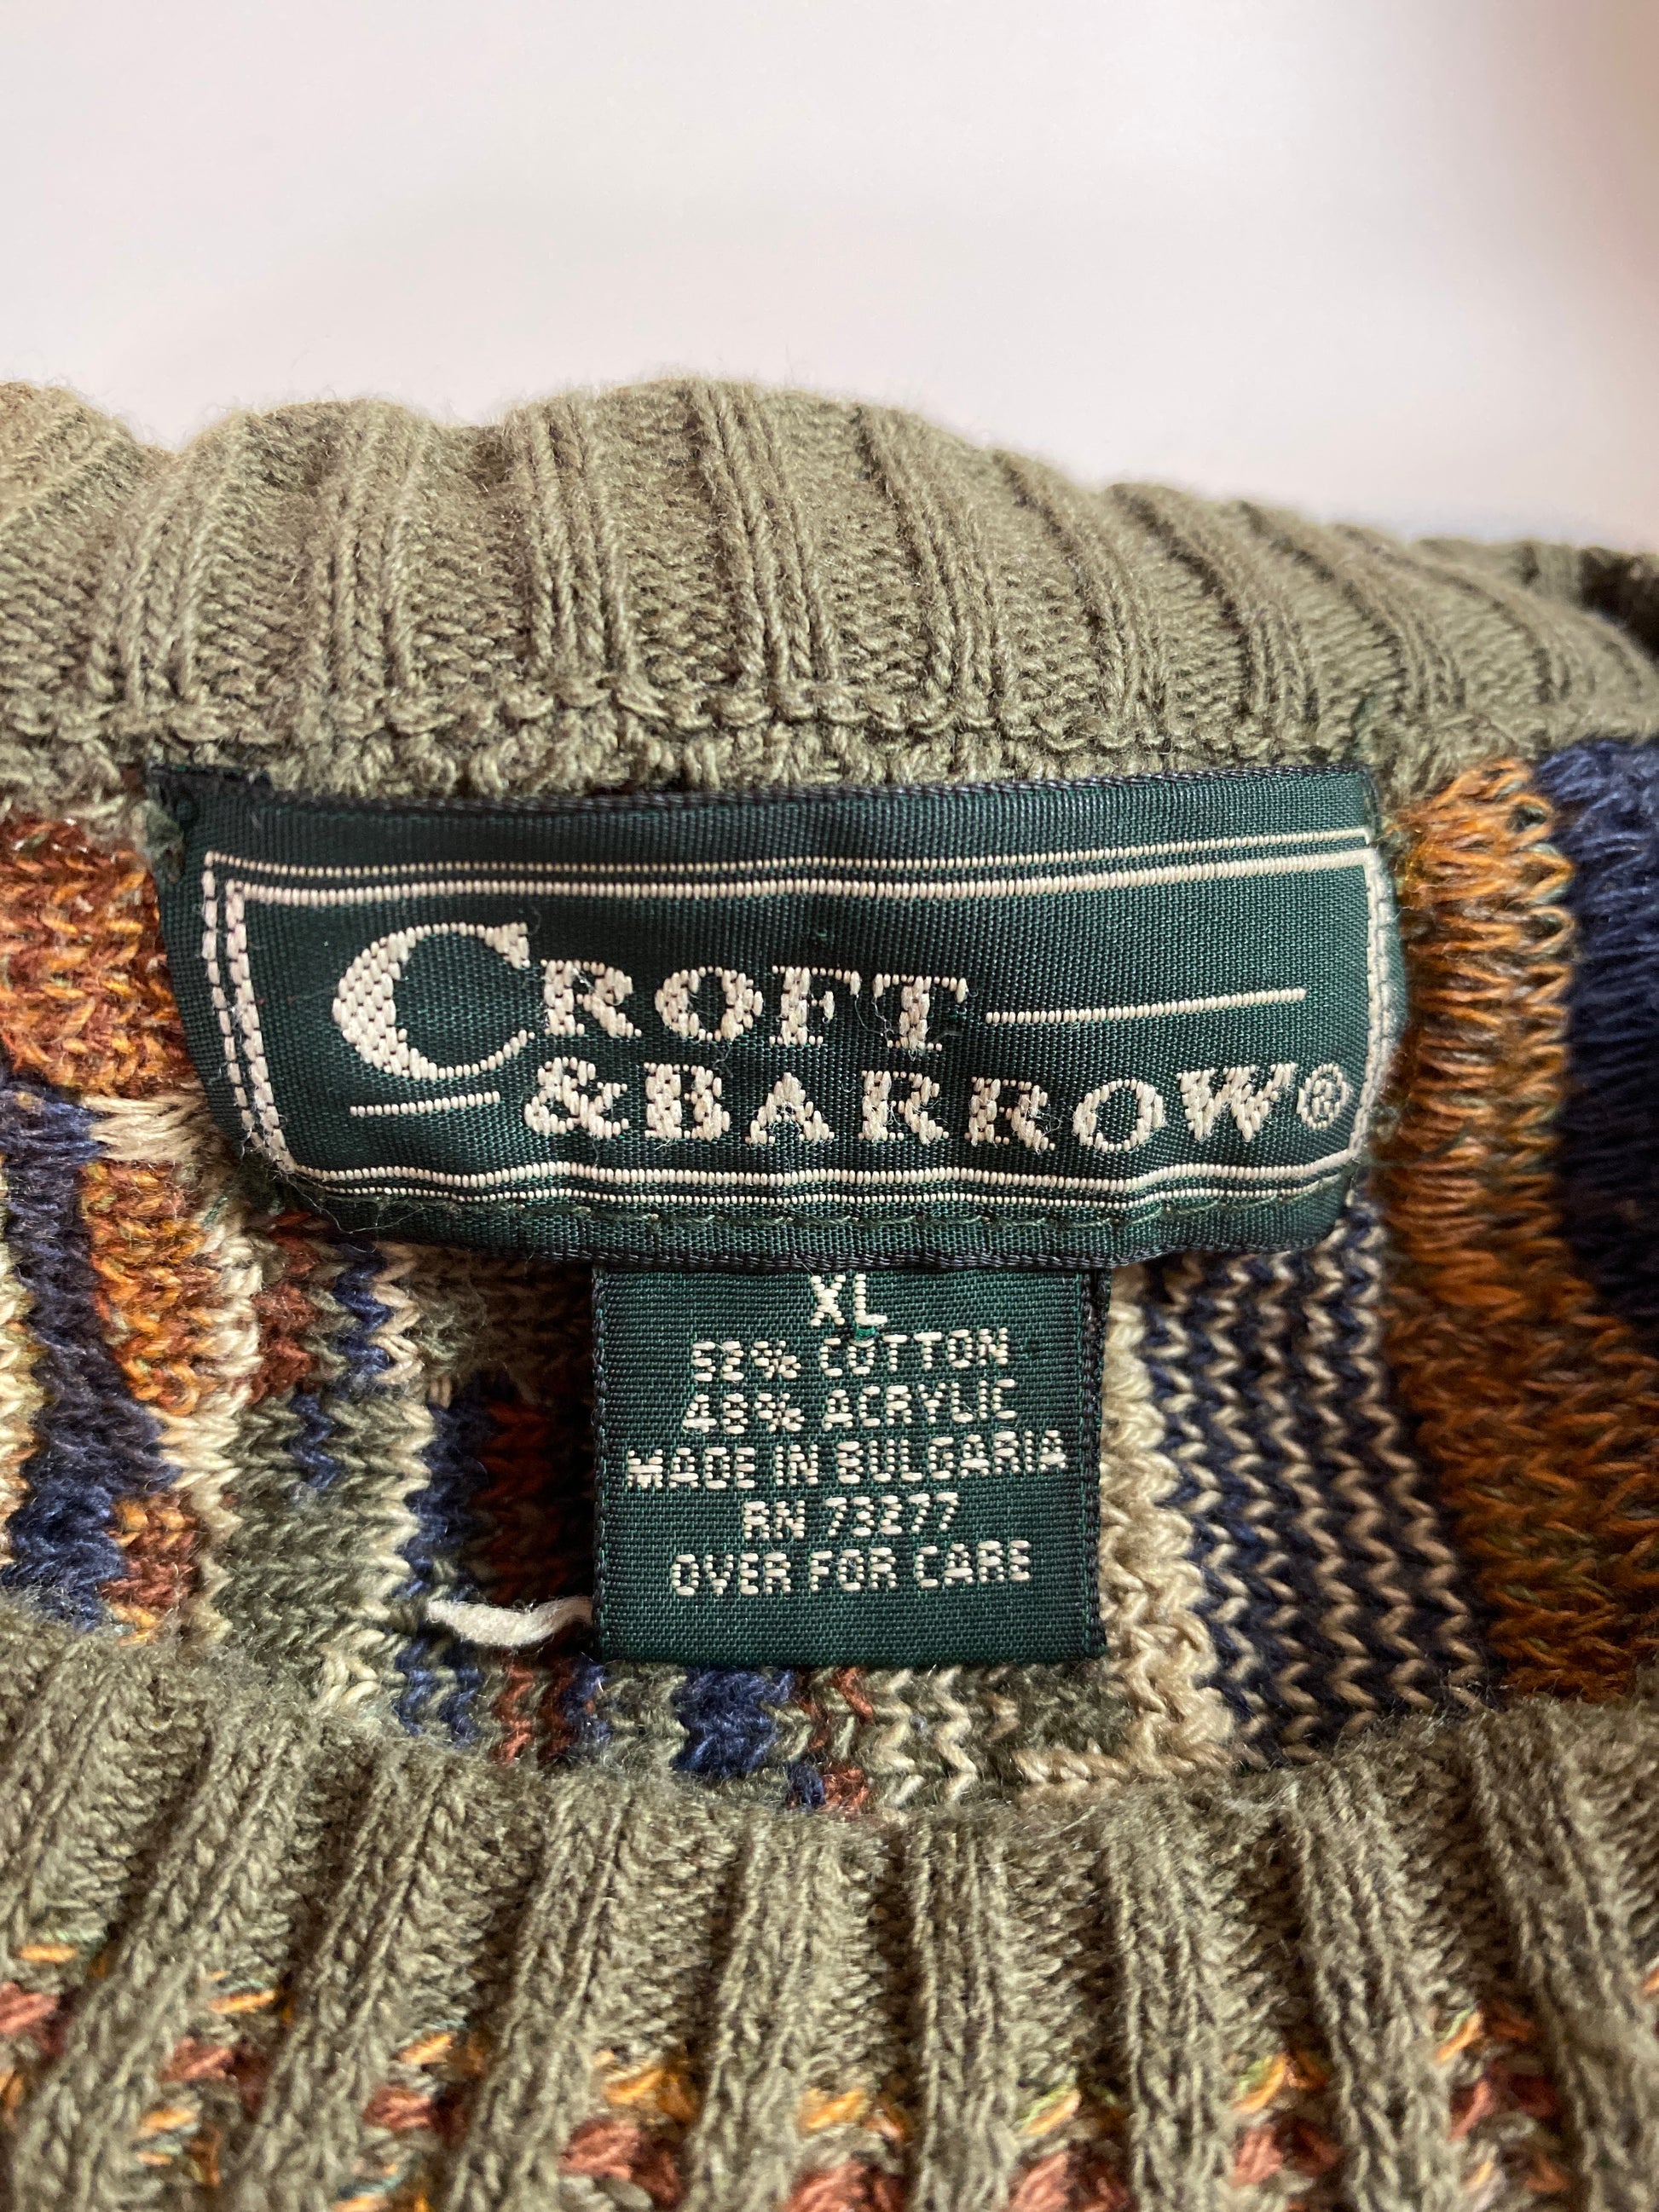 CROFT
&BARROW®
XL
52% COTTON
48% ACRYLIC
MADE IN BULGARIA
RN 73277
OVER FOR CARE